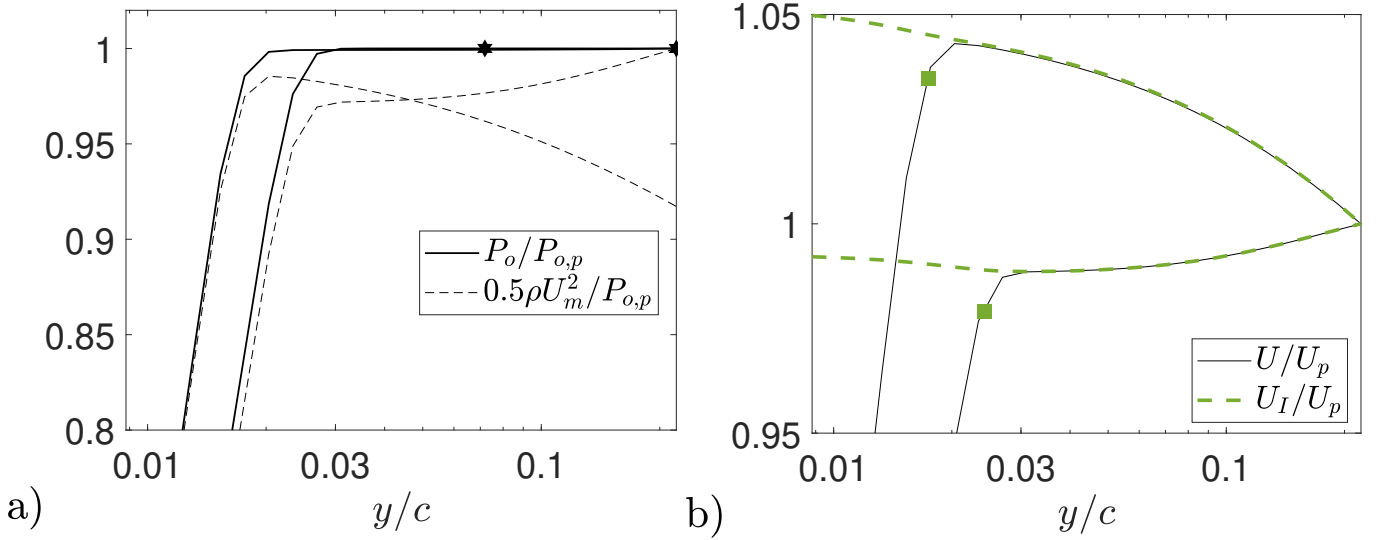 1
0.95
0.9
0.85
0.8
0.01
0.03
0.1
y/c
a)
P_o/P_{o,p}
0.5ρU_m^2/P_{o,p}
1.05
1
0.95
0.01
0.03
0.1
y/c
b)
U/U_p
U_I/U_p